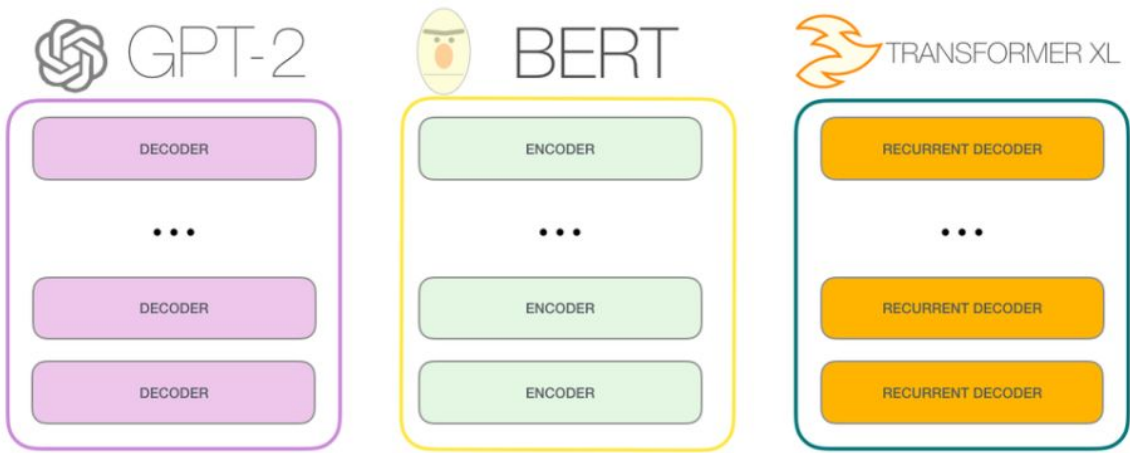 GPT-2
DECODER
...
DECODER
DECODER
BERT
ENCODER
...
ENCODER
ENCODER
TRANSFORMER XL
RECURRENT DECODER
...
RECURRENT DECODER
RECURRENT DECODER